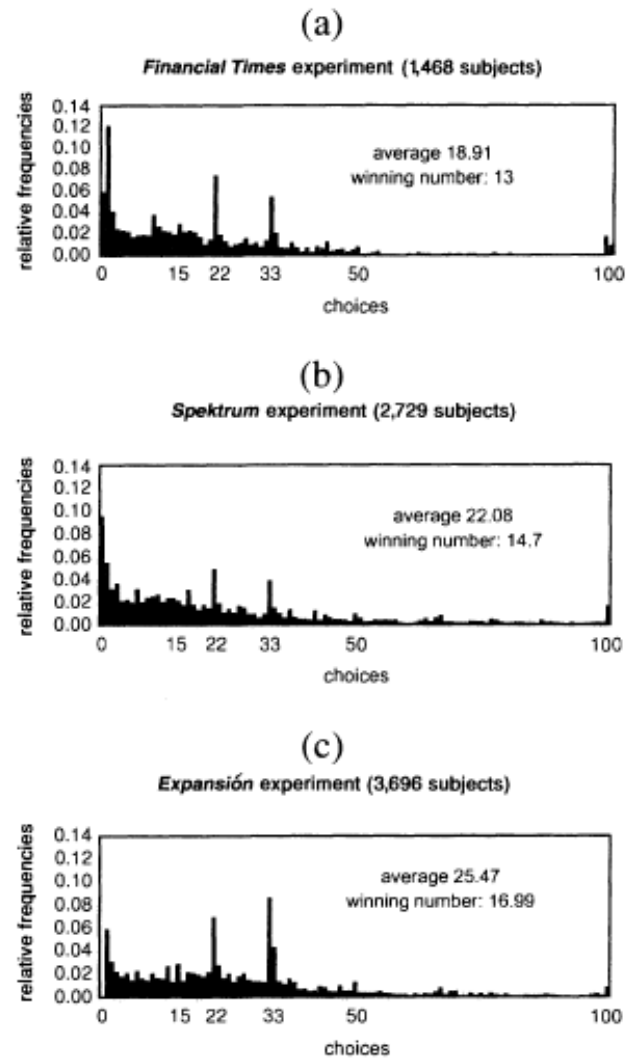 (a)
Financial Times experiment (1,468 subjects)
relative frequencies
0.14
0.12
0.10
0.08
0.06
0.04
0.02
0.00
average 18.91
winning number: 13
0 15 22 33 50 100
choices
(b)
Spektrum experiment (2,729 subjects)
relative frequencies
0.14
0.12
0.10
0.08
0.06
0.04
0.02
0.00
average 22.08
winning number: 14.7
0 15 22 33 50 100
choices
(c)
Expansión experiment (3,696 subjects)
relative frequencies
0.14
0.12
0.10
0.08
0.06
0.04
0.02
0.00
average 25.47
winning number: 16.99
0 15 22 33 50 100
choices